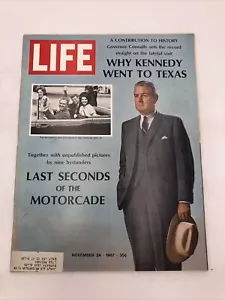 A CONTRIBUTION TO HISTORY
Governor Connally sets the record
straight on the fateful visit
LIFE
WHY KENNEDY
WENT TO TEXAS
Together with unpublished pictures
by nine bystanders
LAST SECONDS
OF THE
MOTORCADE
NOVEMBER 24 · 1967 · 35¢